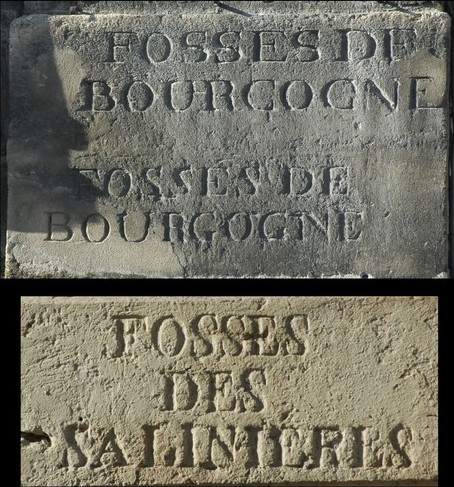 FOSSES DE
BOURGOGNE
FOSSES DE
BOURGOGNE
FOSSES
DES
SALINIERES